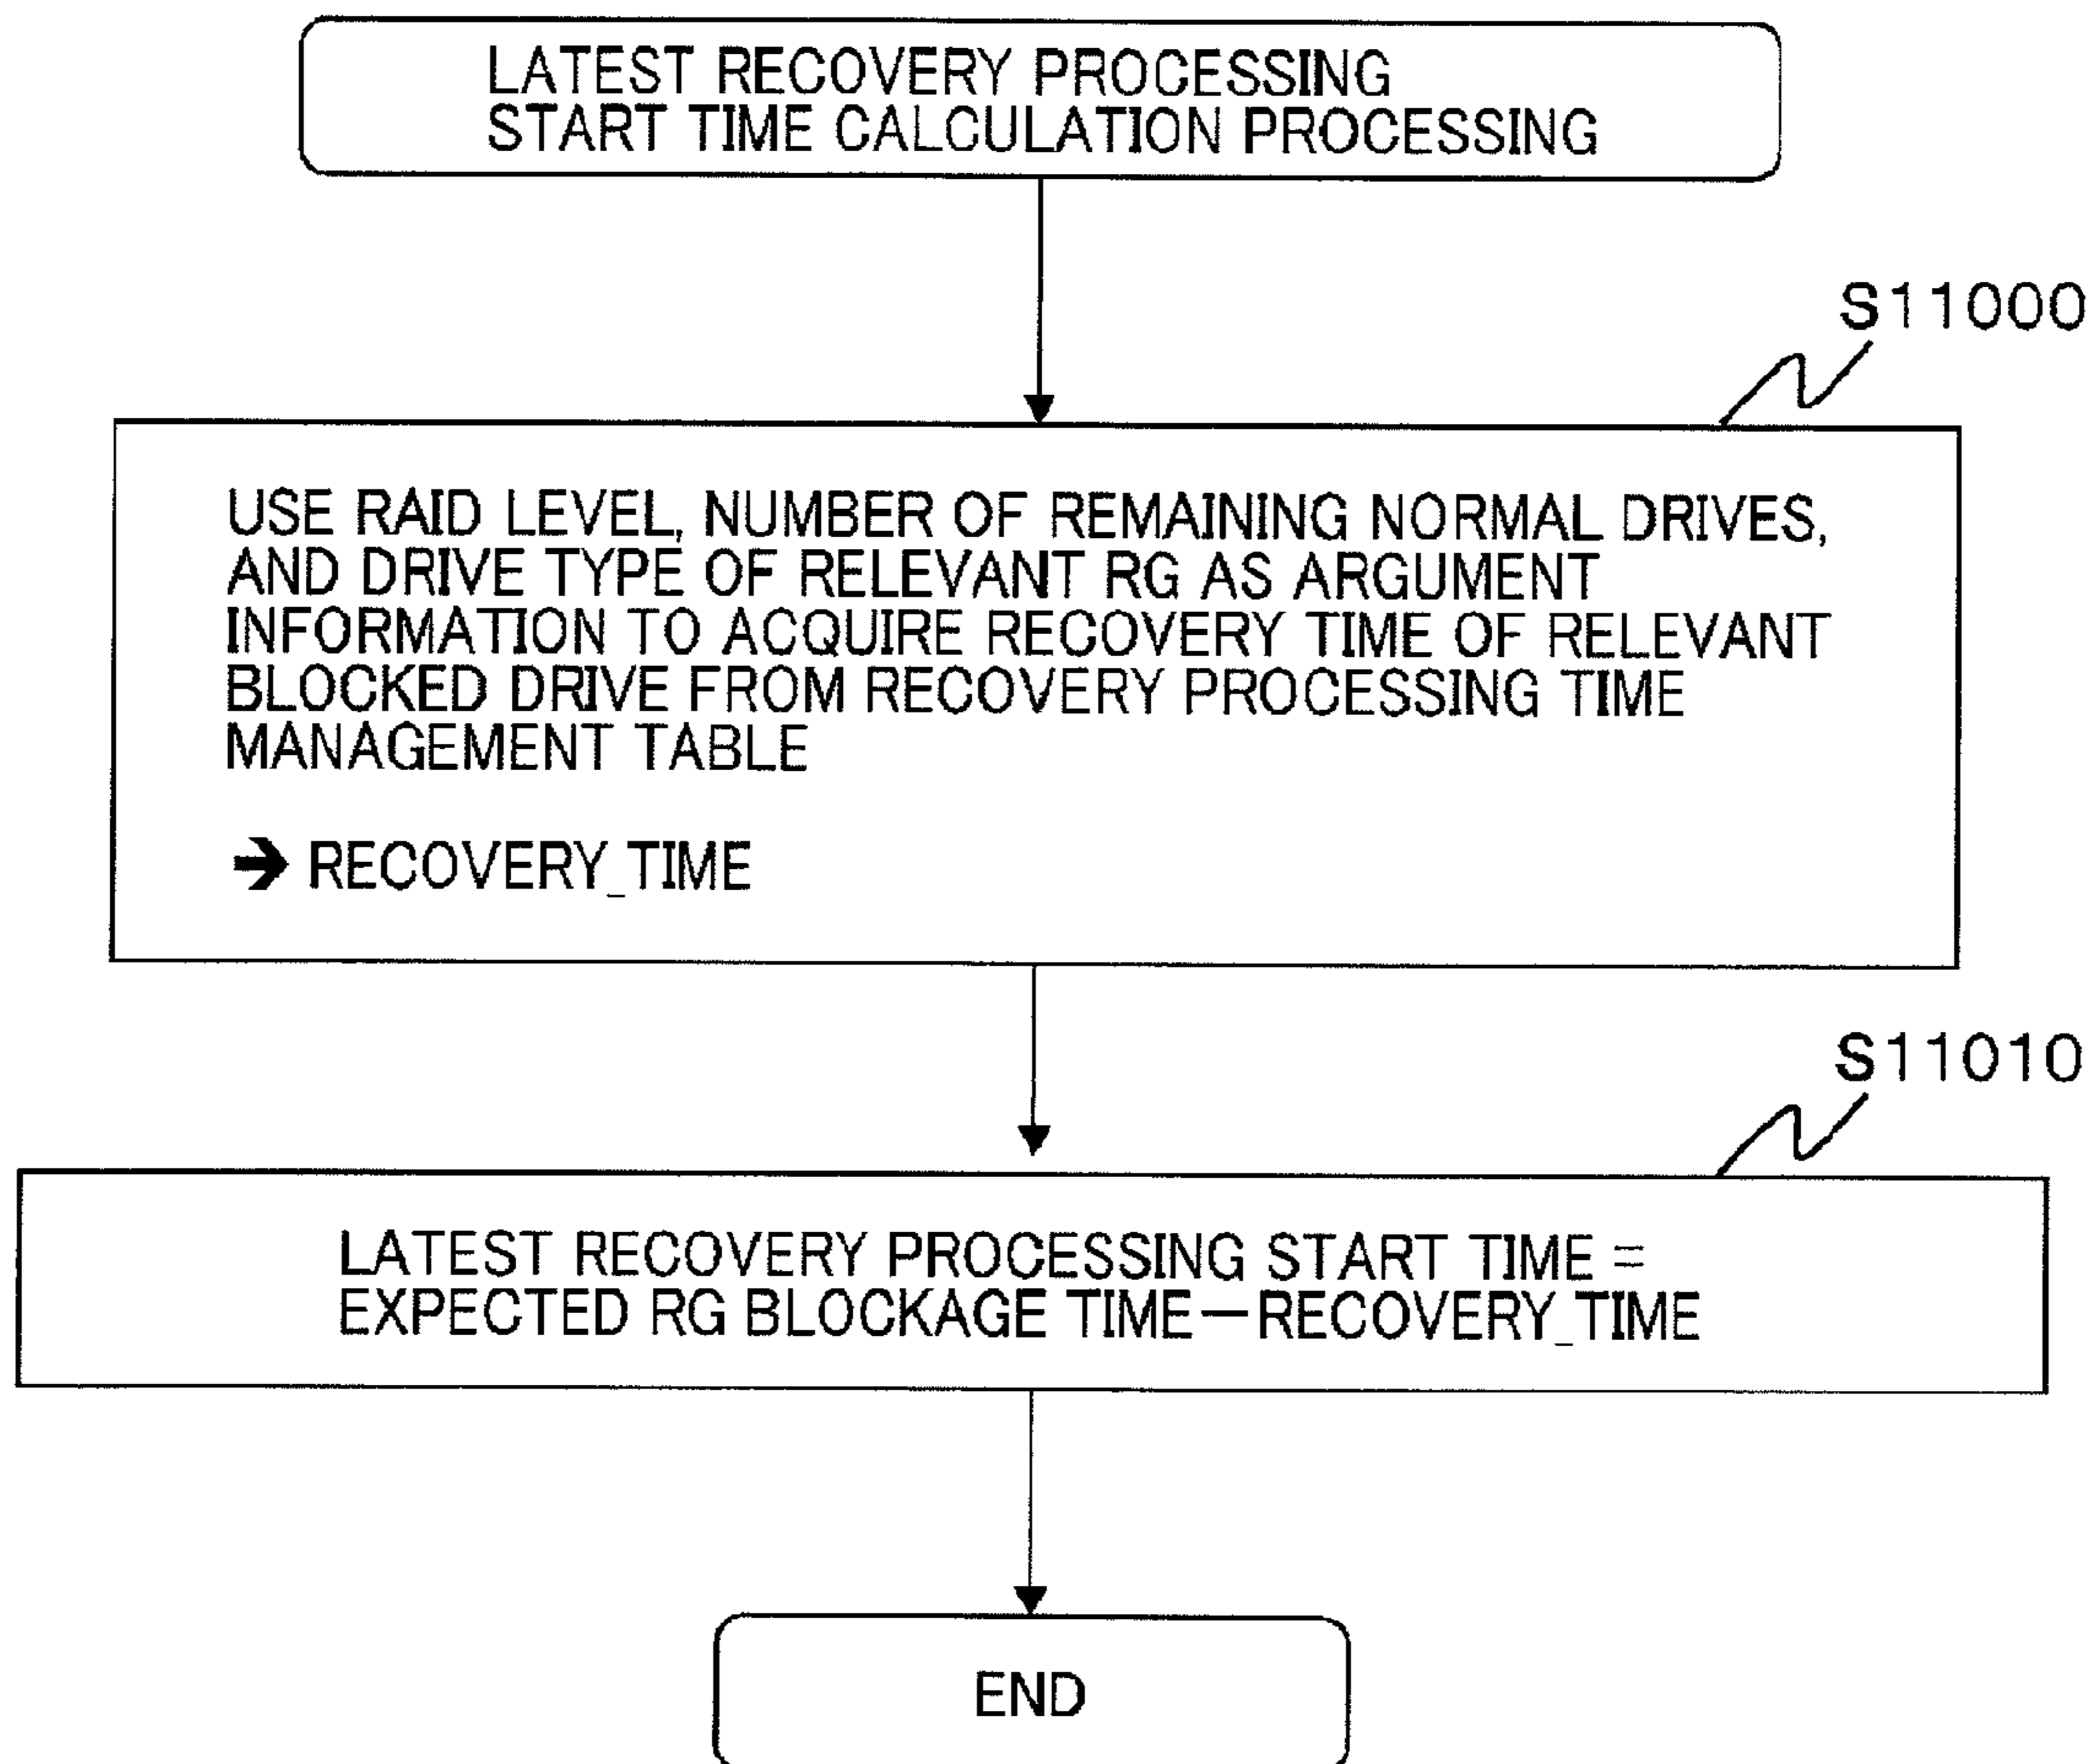 LATEST RECOVERY PROCESSING
START TIME CALCULATION PROCESSING
S11000
USE RAID LEVEL, NUMBER OF REMAINING NORMAL DRIVES,
AND DRIVE TYPE OF RELEVANT RG AS ARGUMENT
INFORMATION TO ACQUIRE RECOVERY TIME OF RELEVANT
BLOCKED DRIVE FROM RECOVERY PROCESSING TIME
MANAGEMENT TABLE
➔ RECOVERY_TIME
S11010
LATEST RECOVERY PROCESSING START TIME =
EXPECTED RG BLOCKAGE TIME－RECOVERY_TIME
END